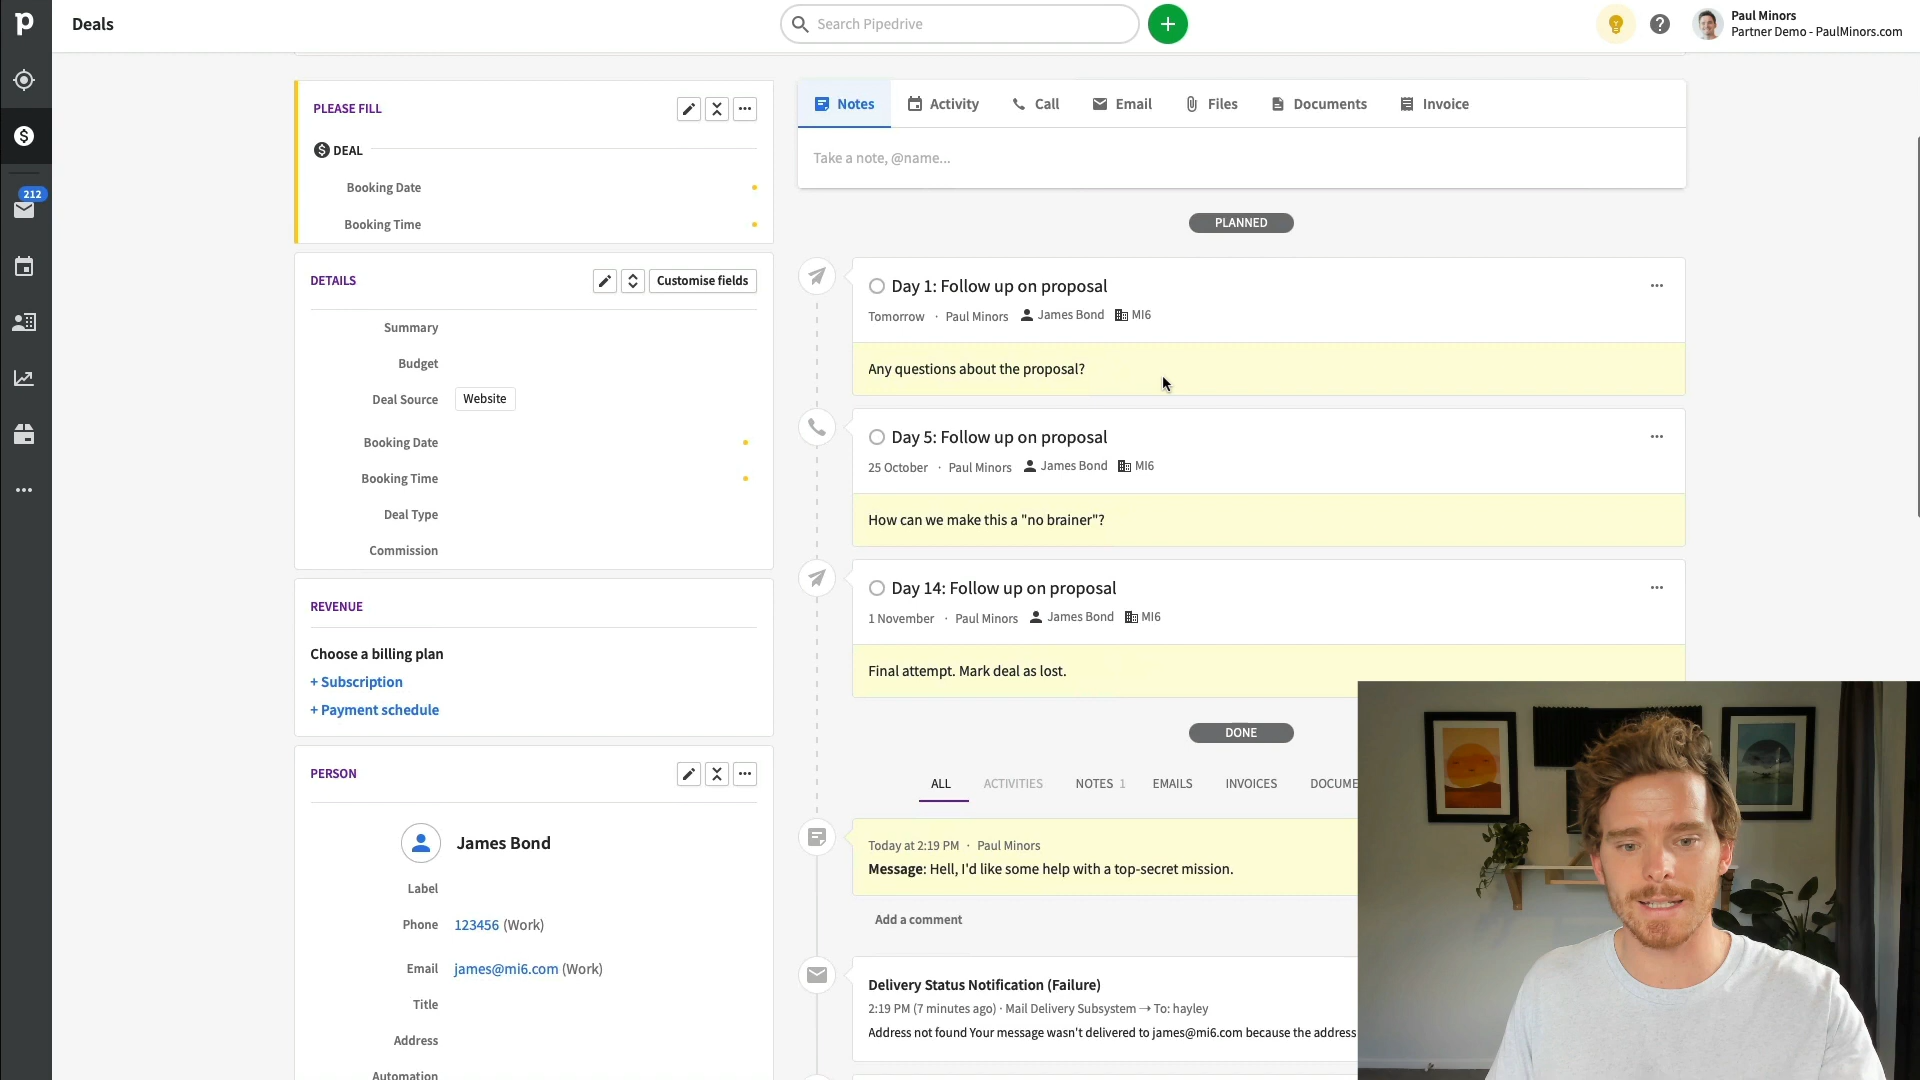 Deals
Search Pipedrive
Paul Minors
Partner Demo - PaulMinors.com
212
PLEASE FILL
DEAL
Booking Date
Booking Time
DETAILS
Customise fields
Summary
Budget
Deal Source Website
Booking Date
Booking Time
Deal Type
Commission
REVENUE
Choose a billing plan
+ Subscription
+ Payment schedule
PERSON
James Bond
Label
Phone 123456 (Work)
Email james@mi6.com (Work)
Title
Address
Automation
Notes Activity Call Email Files Documents Invoice
Take a note, @name...
PLANNED
Day 1: Follow up on proposal
Tomorrow · Paul Minors James Bond MI6
Any questions about the proposal?
Day 5: Follow up on proposal
25 October · Paul Minors James Bond MI6
How can we make this a "no brainer"?
Day 14: Follow up on proposal
1 November · Paul Minors James Bond MI6
Final attempt. Mark deal as lost.
DONE
ALL ACTIVITIES NOTES 1 EMAILS INVOICES DOCUME
Today at 2:19 PM · Paul Minors
Message: Hell, I'd like some help with a top-secret mission.
Add a comment
Delivery Status Notification (Failure)
2:19 PM (7 minutes ago) · Mail Delivery Subsystem → To: hayley
Address not found Your message wasn't delivered to james@mi6.com because the address